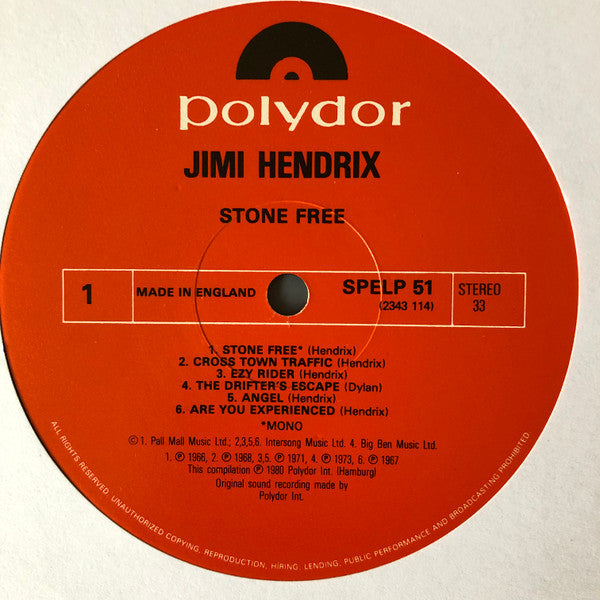 polydor
JIMI HENDRIX
STONE FREE
1
MADE IN ENGLAND
SPELP 51
(2343 114)
STEREO
33
1. STONE FREE* (Hendrix)
2. CROSS TOWN TRAFFIC (Hendrix)
3. EZY RIDER (Hendrix)
4. THE DRIFTER'S ESCAPE (Dylan)
5. ANGEL (Hendrix)
6. ARE YOU EXPERIENCED (Hendrix)
*MONO
© 1. Pall Mall Music Ltd.; 2,3,5,6. Intersong Music Ltd. 4. Big Ben Music Ltd.
1. ℗ 1966, 2. ℗ 1968, 3,5. ℗ 1971, 4. ℗ 1973, 6. ℗ 1967
This compilation ℗ 1980 Polydor Int. (Hamburg)
Original sound recording made by
Polydor Int.
ALL RIGHTS RESERVED. UNAUTHORIZED COPYING, REPRODUCTION, HIRING, LENDING, PUBLIC PERFORMANCE AND BROADCASTING PROHIBITED